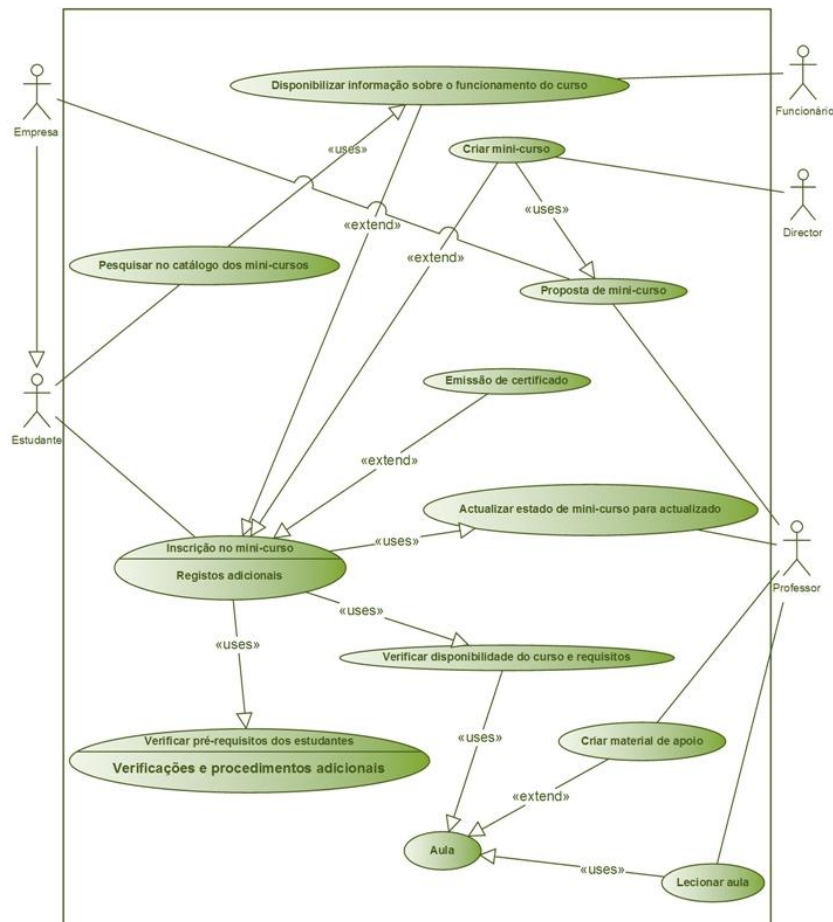 Disponibilizar informação sobre o funcionamento do curso
Funcionário
Empresa
«uses»
Criar mini-curso
«uses»
«extend»
Director
«extend»
Pesquisar no catálogo dos mini-cursos
Proposta de mini-curso
Emissão de certificado
Estudante
«extend»
Actualizar estado de mini-curso para actualizado
Inscrição no mini-curso
«uses»
Registos adicionais
Professor
«uses»
«uses»
Verificar disponibilidade do curso e requisitos
Verificar pré-requisitos dos estudantes
«uses»
Criar material de apoio
Verificações e procedimentos adicionais
«extend»
Aula
«uses»
Lecionar aula